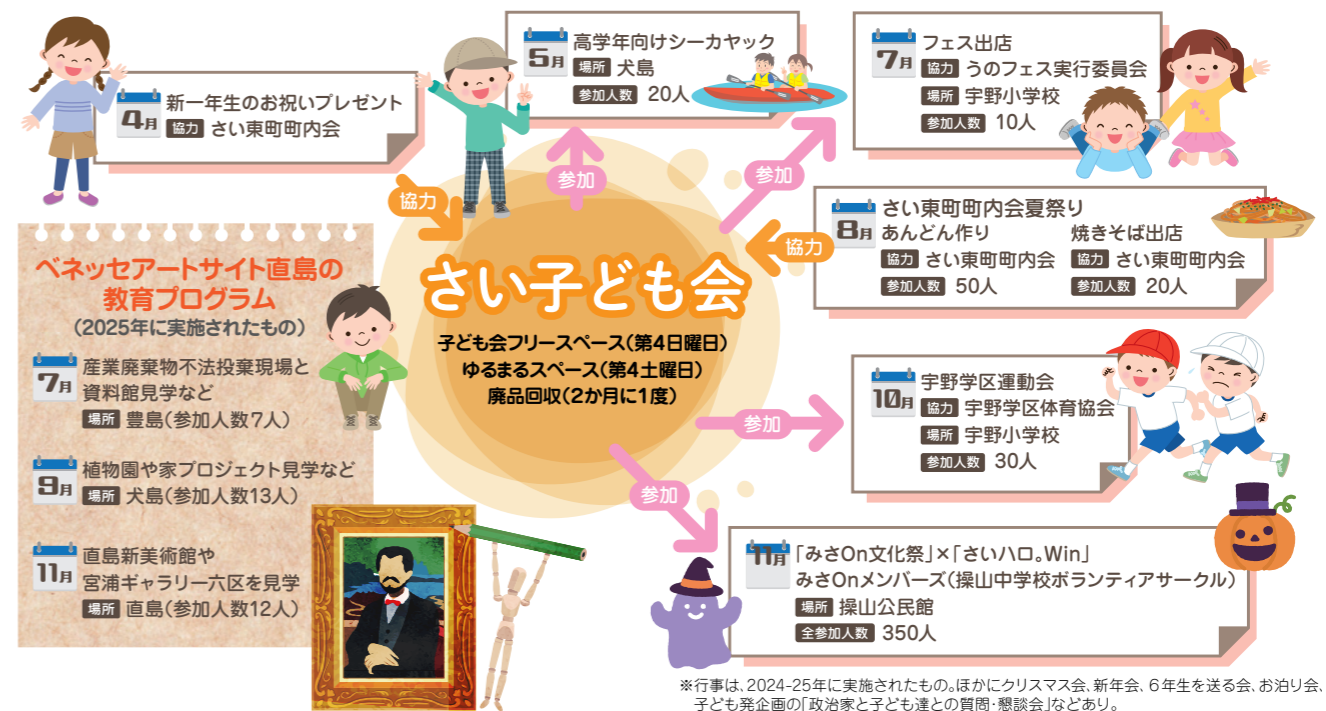 4月
新一年生のお祝いプレゼント
協力 さい東町町内会
5月
高学年向けシーカヤック
場所 犬島
参加人数 20人
7月
フェス出店
協力 うのフェス実行委員会
場所 宇野小学校
参加人数 10人
協力
参加
参加
協力
8月
さい東町町内会夏祭り
あんどん作り
協力 さい東町町内会
参加人数 50人
焼きそば出店
協力 さい東町町内会
参加人数 20人
さい子ども会
子ども会フリースペース(第4日曜日)
ゆるまるスペース(第4土曜日)
廃品回収(2か月に1度)
ベネッセアートサイト直島の
教育プログラム
(2025年に実施されたもの)
7月
産業廃棄物不法投棄現場と
資料館見学など
場所 豊島(参加人数7人)
9月
植物園や家プロジェクト見学など
場所 犬島(参加人数13人)
11月
直島新美術館や
宮浦ギャラリー六区を見学
場所 直島(参加人数12人)
参加
10月
宇野学区運動会
協力 宇野学区体育協会
場所 宇野小学校
参加人数 30人
参加
11月
「みさOn文化祭」×「さいハロ。Win」
みさOnメンバーズ(操山中学校ボランティアサークル)
場所 操山公民館
全参加人数 350人
※行事は、2024-25年に実施されたもの。ほかにクリスマス会、新年会、6年生を送る会、お泊り会、
子ども発企画の「政治家と子ども達との質問・懇談会」などあり。